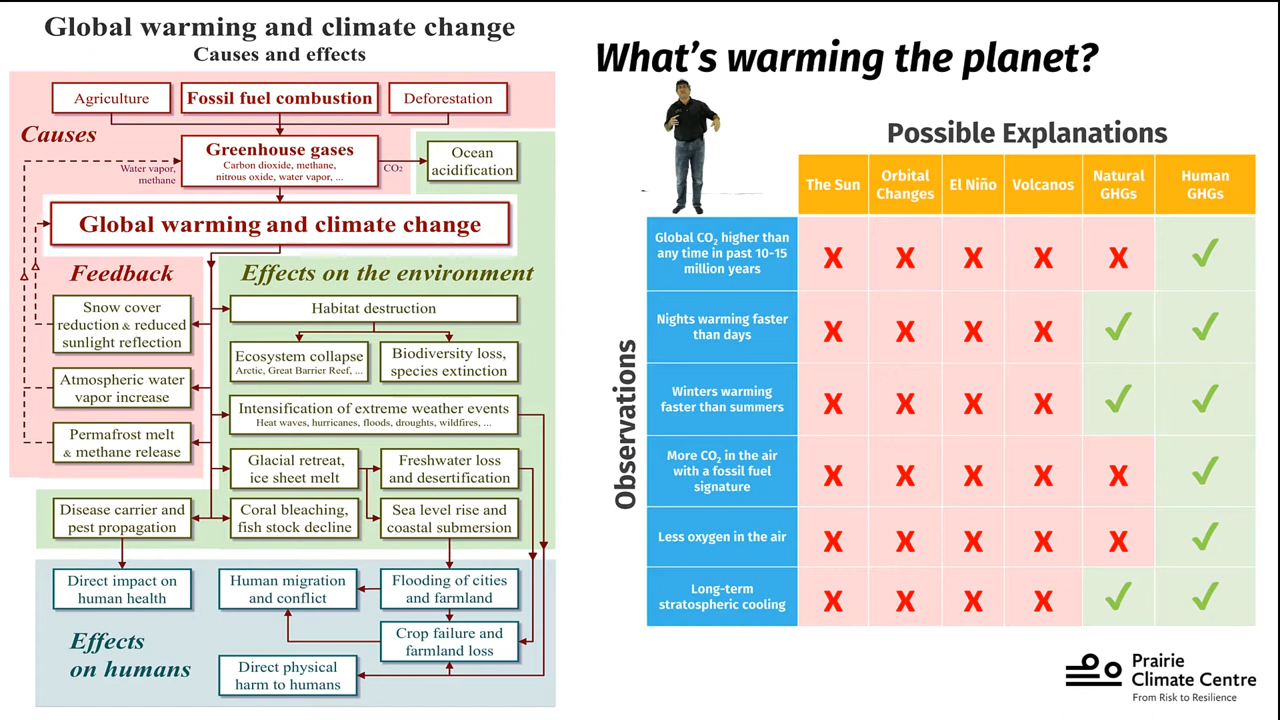 Global warming and climate change
Causes and effects
Agriculture
Fossil fuel combustion
Deforestation
Causes
Greenhouse gases
Carbon dioxide, methane,
nitrous oxide, water vapor, ...
Water vapor,
methane
CO₂
Ocean
acidification
Global warming and climate change
Feedback
Effects on the environment
Snow cover
reduction & reduced
sunlight reflection
Habitat destruction
Ecosystem collapse
Arctic, Great Barrier Reef, ...
Biodiversity loss,
species extinction
Atmospheric water
vapor increase
Intensification of extreme weather events
Heat waves, hurricanes, floods, droughts, wildfires, ...
Permafrost melt
& methane release
Glacial retreat,
ice sheet melt
Freshwater loss
and desertification
Disease carrier and
pest propagation
Coral bleaching,
fish stock decline
Sea level rise and
coastal submersion
Direct impact on
human health
Human migration
and conflict
Flooding of cities
and farmland
Effects
on humans
Crop failure and
farmland loss
Direct physical
harm to humans
What's warming the planet?
Possible Explanations
The Sun
Orbital
Changes
El Niño
Volcanos
Natural
GHGs
Human
GHGs
Observations
Global CO₂ higher than
any time in past 10-15
million years
X X X X X ✓
Nights warming faster
than days
X X X X ✓ ✓
Winters warming
faster than summers
X X X X ✓ ✓
More CO₂ in the air
with a fossil fuel
signature
X X X X X ✓
Less oxygen in the air
X X X X X ✓
Long-term
stratospheric cooling
X X X X ✓ ✓
Prairie
Climate Centre
From Risk to Resilience